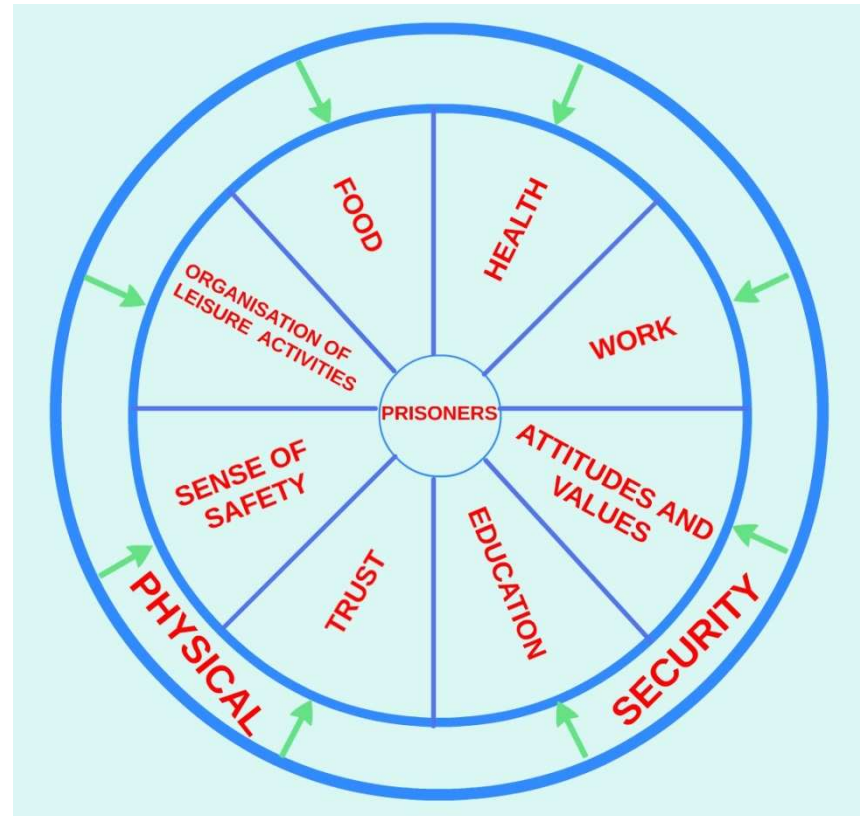 FOOD
HEALTH
ORGANISATION OF
LEISURE ACTIVITIES
WORK
PRISONERS
SENSE OF
SAFETY
ATTITUDES AND
VALUES
TRUST
EDUCATION
PHYSICAL
SECURITY